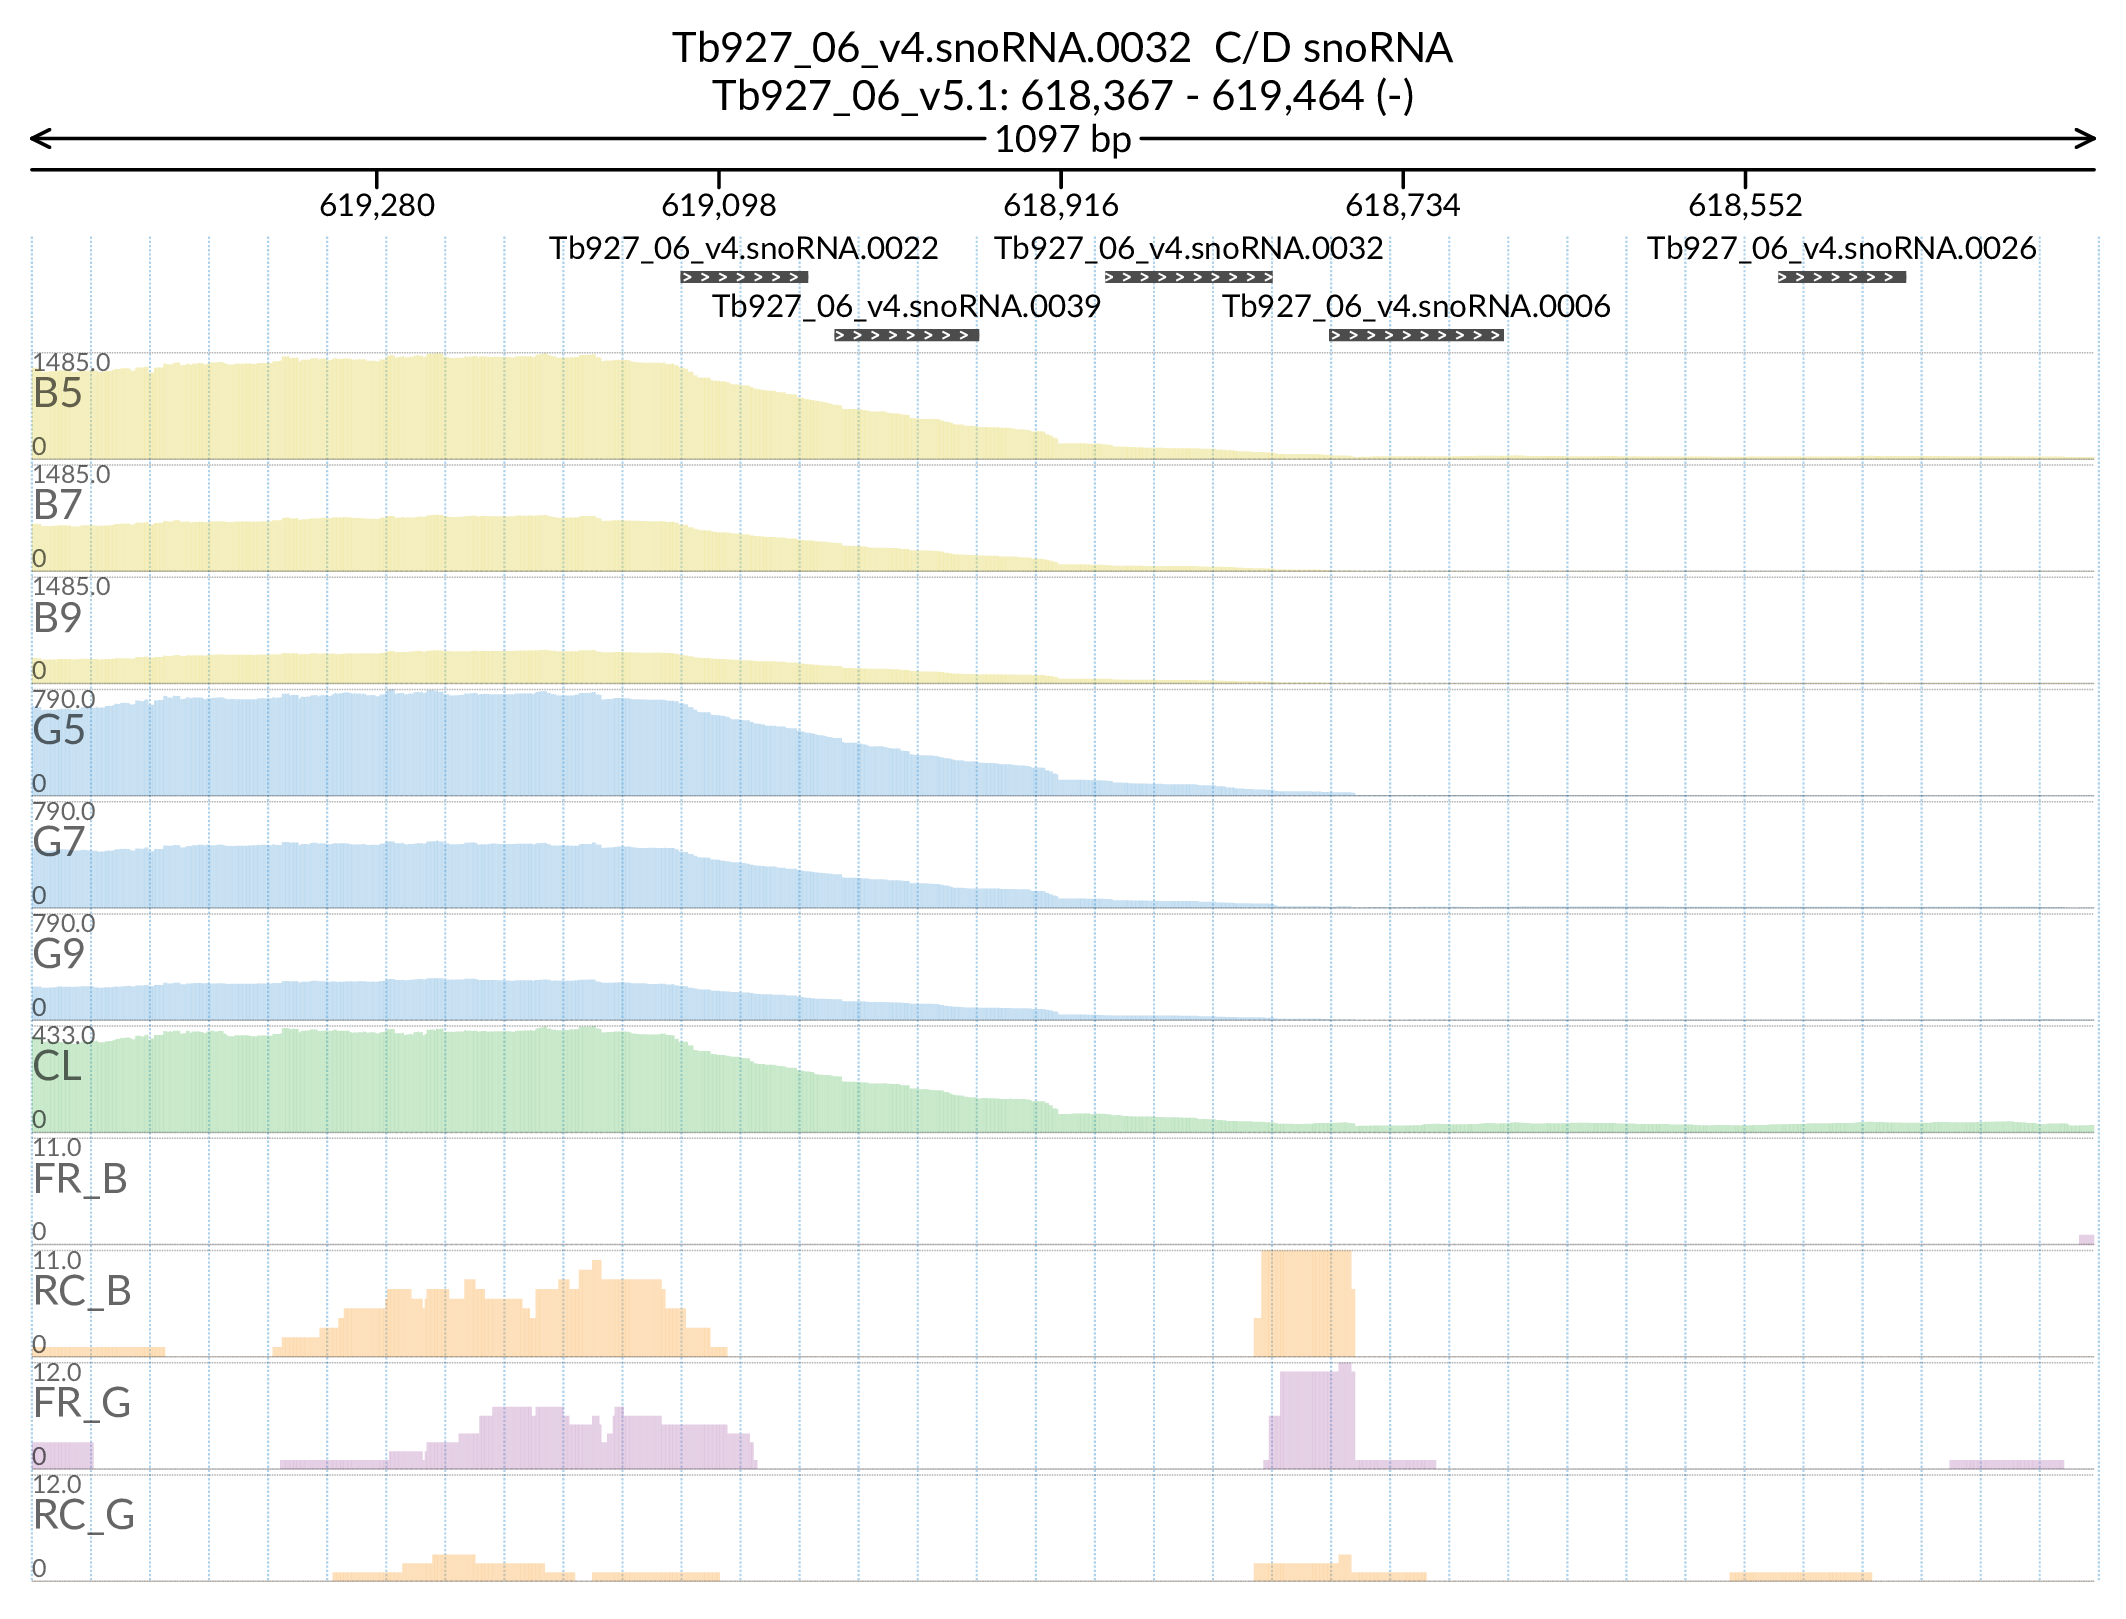 Tb927_06_v4.snoRNA.0032 C/D snoRNA
Tb927_06_v5.1: 618,367 - 619,464 (-)
1097 bp
619,280 619,098 618,916 618,734 618,552
Tb927_06_v4.snoRNA.0022 Tb927_06_v4.snoRNA.0032 Tb927_06_v4.snoRNA.0026
Tb927_06_v4.snoRNA.0039 Tb927_06_v4.snoRNA.0006
1485.0
B5
0
1485.0
B7
0
1485.0
B9
0
790.0
G5
0
790.0
G7
0
790.0
G9
0
433.0
CL
0
11.0
FR_B
0
11.0
RC_B
0
12.0
FR_G
0
12.0
RC_G
0